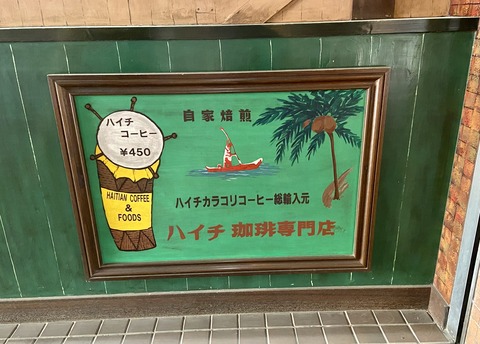 ハイチ
コーヒー
¥450
HAITIAN COFFEE
&
FOODS
自家焙煎
ハイチカラコリコーヒー総輸入元
ハイチ 珈琲専門店